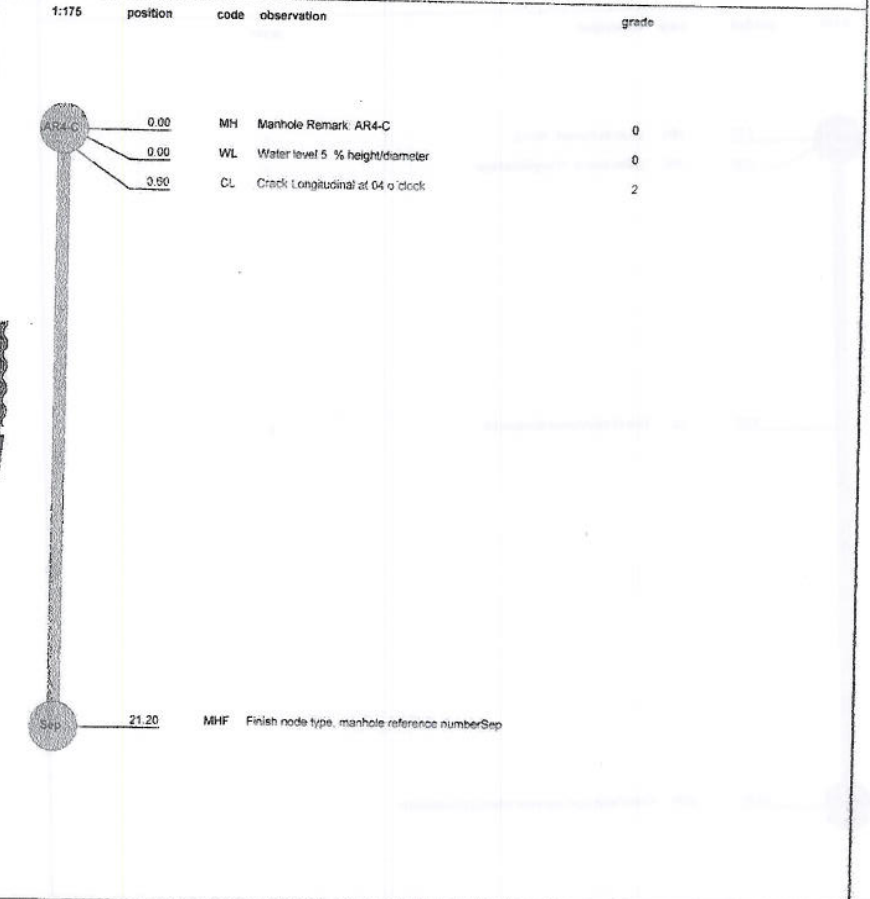 1:175 position code observation grade
AR4-C 0.00 MH Manhole Remark: AR4-C 0
0.00 WL Water level 5 % height/diameter 0
0.60 CL Crack Longitudinal at 04 o'clock 2
Sep 21.20 MHF Finish node type, manhole reference numberSep